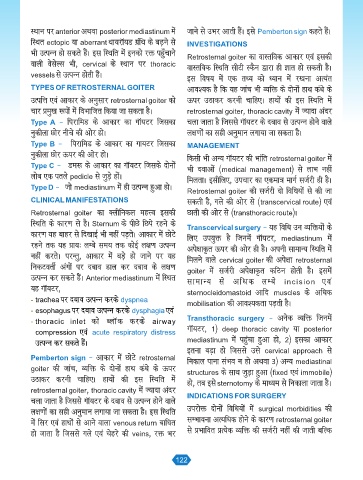 स्थान पर anterior अथवा posterior mediastinum में
स्थित ectopic या aberrant थायरॉयड ग्रंथि के बढ़ने से
भी उत्पन्न हो सकते हैं। इस स्थिति में इनको रक्त पहुँचाने
वाली वेसेल्स भी, cervical के स्थान पर thoracic
vessels से उत्पन्न होती हैं।
TYPES OF RETROSTERNAL GOITER
उत्पत्ति एवं आकार के अनुसार retrosternal goiter को
चार प्रमुख रूपों में विभाजित किया जा सकता है।
Type A – पिरामिड के आकार का गॉयटर जिसका
नुकीला छोर नीचे की ओर हो।
Type B – पिरामिड के आकार का गॉयटर जिसका
नुकीला छोर ऊपर की ओर हो।
Type C – डमरू के आकार का गॉयटर जिसके दोनों
लोब एक पतले pedicle से जुड़े हों।
Type D – जो mediastinum में ही उत्पन्न हुआ हो।
CLINICAL MANIFESTATIONS
Retrosternal goiter का क्लीनिकल महत्त्व इसकी
स्थिति के कारण से है। Sternum के पीछे छिपे रहने के
कारण यह बाहर से दिखाई भी नहीं पड़ते। आकार में छोटे
रहने तक यह प्रायः लम्बे समय तक कोई लक्षण उत्पन्न
नहीं करते। परन्तु, आकार में बड़े हो जाने पर यह
निकटवर्ती अंगों पर दबाव डाल कर दबाव के लक्षण
उत्पन्न कर सकते हैं। Anterior mediastinum में स्थित
यह गॉयटर,
- trachea पर दबाव उत्पन्न करके dyspnea
- esophagus पर दबाव उत्पन्न करके dysphagia एवं
- thoracic inlet को ब्लॉक करके airway
compression एवं acute respiratory distress
उत्पन्न कर सकते हैं।
Pemberton sign – आकार में छोटे retrosternal
goiter की जांच, व्यक्ति के दोनों हाथ कंधे के ऊपर
उठाकर करनी चाहिए। हाथों की इस स्थिति में
retrosternal goiter, thoracic cavity में ज्यादा अंदर
चला जाता है जिससे गॉयटर के दबाव से उत्पन्न होने वाले
लक्षणों का सही अनुमान लगाया जा सकता है। इस स्थिति
में सिर एवं हाथों से आने वाला venous return बाधित
हो जाता है जिससे गले एवं चेहरे की veins, रक्त भर
जाने से उभर आती हैं। इसे Pemberton sign कहते हैं।
INVESTIGATIONS
Retrosternal goiter का वास्तविक आकार एवं इसकी
वास्तविक स्थिति सीटी स्कैन द्वारा ही ज्ञात हो सकती है।
इस विषय में एक तथ्य को ध्यान में रखना अत्यंत
आवश्यक है कि यह जांच भी व्यक्ति के दोनों हाथ कंधे के
ऊपर उठाकर करनी चाहिए। हाथों की इस स्थिति में
retrosternal goiter, thoracic cavity में ज्यादा अंदर
चला जाता है जिससे गॉयटर के दबाव से उत्पन्न होने वाले
लक्षणों का सही अनुमान लगाया जा सकता है।
MANAGEMENT
किसी भी अन्य गॉयटर की भांति retrosternal goiter में
भी दवाओं (medical management) से लाभ नहीं
मिलता। इसीलिए, उपचार का एकमात्र मार्ग सर्जरी ही है।
Retrosternal goiter की सर्जरी दो विधियों से की जा
सकती है, गले की ओर से (transcervical route) एवं
छाती की ओर से (transthoracic route)।
Transcervical surgery – यह विधि उन व्यक्तियों के
लिए उपयुक्त है जिनमें गॉयटर, mediastinum में
अपेक्षाकृत ऊपर की ओर ही है। अपनी सामान्य स्थिति में
मिलने वाले cervical goiter की अपेक्षा retrosternal
goiter में सर्जरी अपेक्षाकृत कठिन होती है। इसमें
सामान्य से अधिक लम्बे incision एवं
sternocleidomastoid आदि muscles के अधिक
mobilisation की आवश्यकता पड़ती है।
Transthoracic surgery – अनेक व्यक्ति जिनमें
गॉयटर, 1) deep thoracic cavity या posterior
mediastinum में पहुंचा हुआ हो, 2) इसका आकार
इतना बड़ा हो जिससे उसे cervical approach से
निकाल पाना संभव न हो अथवा 3) अन्य mediastinal
structures के साथ जुड़ा हुआ (fixed एवं immobile)
हो, तब इसे sternotomy के माध्यम से निकाला जाता है।
INDICATIONS FOR SURGERY
उपरोक्त दोनों विधियों में surgical morbidities की
सम्भावना अत्यधिक होने के कारण retrosternal goiter
से प्रभावित प्रत्येक व्यक्ति की सर्जरी नहीं की जाती बल्कि
122